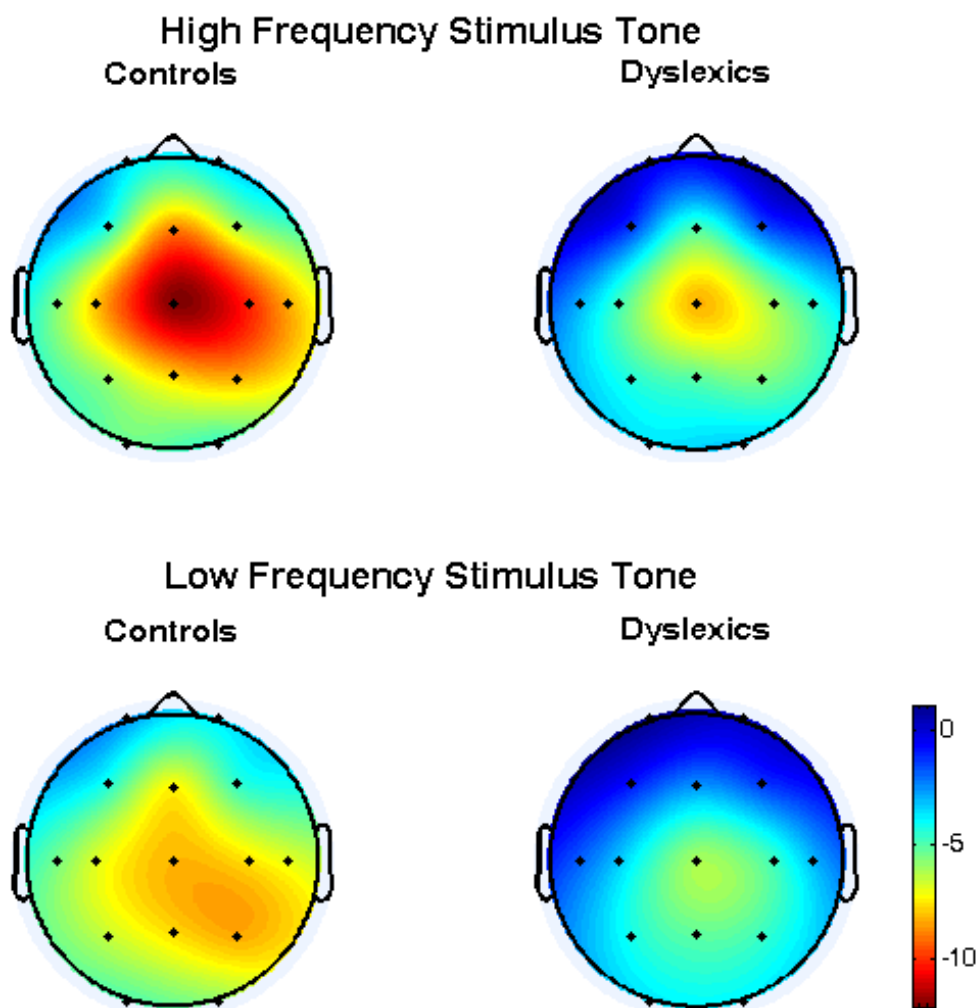 High Frequency Stimulus Tone
Controls Dyslexics
Low Frequency Stimulus Tone
Controls Dyslexics
0
-5
-10